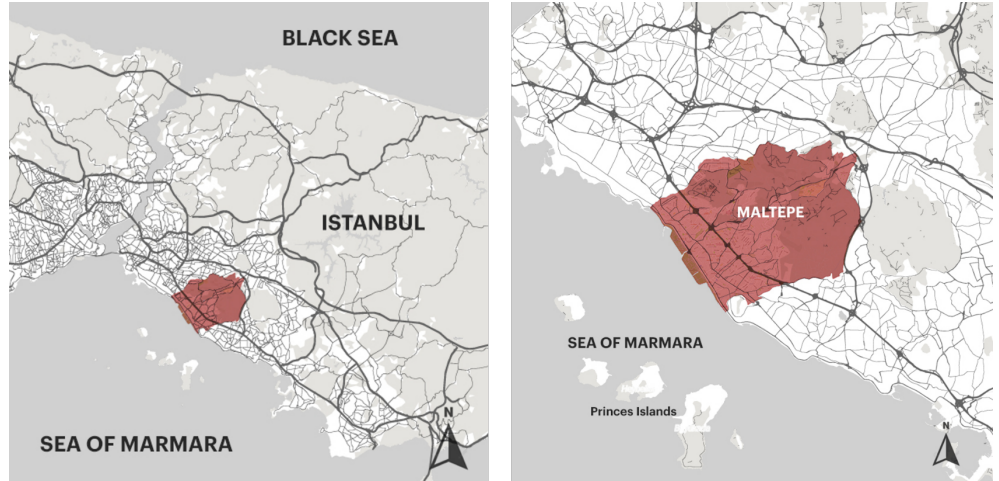 BLACK SEA
ISTANBUL
SEA OF MARMARA
N
MALTEPE
SEA OF MARMARA
Princes Islands
N